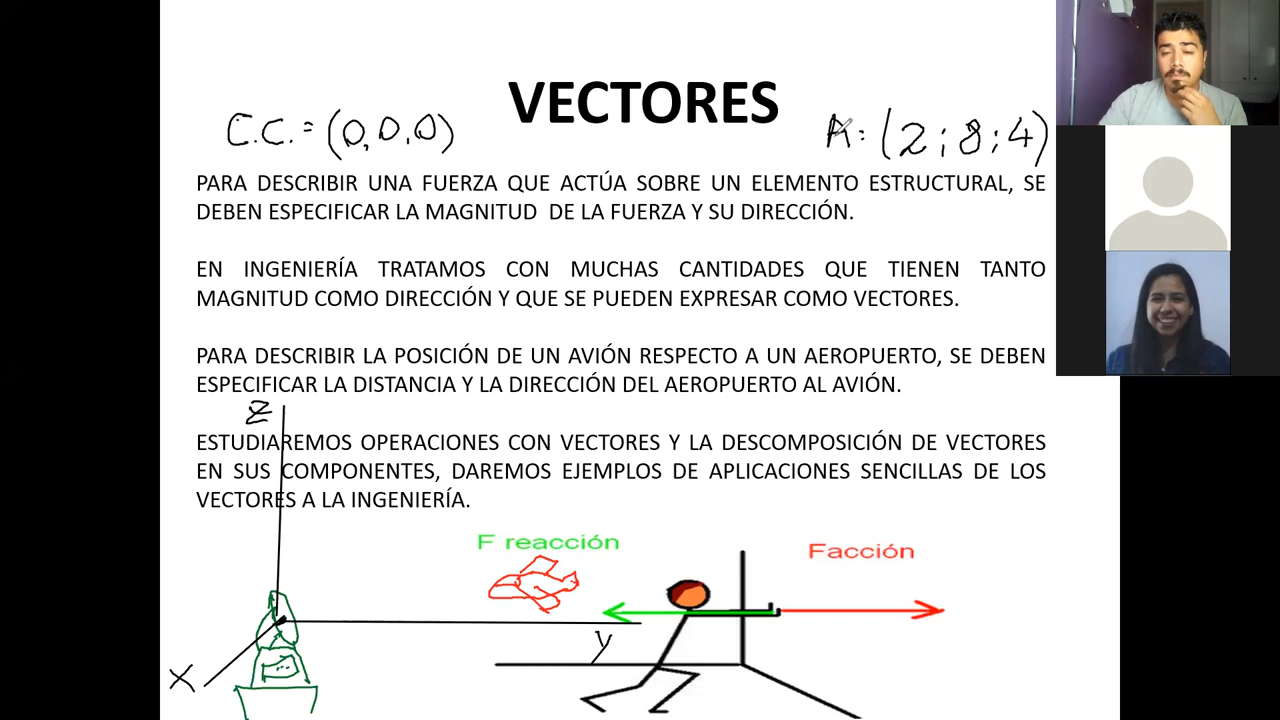 VECTORES
C.C. = (0,0,0)
A: (2;8;4)
PARA DESCRIBIR UNA FUERZA QUE ACTÚA SOBRE UN ELEMENTO ESTRUCTURAL, SE
DEBEN ESPECIFICAR LA MAGNITUD DE LA FUERZA Y SU DIRECCIÓN.
EN INGENIERÍA TRATAMOS CON MUCHAS CANTIDADES QUE TIENEN TANTO
MAGNITUD COMO DIRECCIÓN Y QUE SE PUEDEN EXPRESAR COMO VECTORES.
PARA DESCRIBIR LA POSICIÓN DE UN AVIÓN RESPECTO A UN AEROPUERTO, SE DEBEN
ESPECIFICAR LA DISTANCIA Y LA DIRECCIÓN DEL AEROPUERTO AL AVIÓN.
Z
ESTUDIAREMOS OPERACIONES CON VECTORES Y LA DESCOMPOSICIÓN DE VECTORES
EN SUS COMPONENTES, DAREMOS EJEMPLOS DE APLICACIONES SENCILLAS DE LOS
VECTORES A LA INGENIERÍA.
F reacción
Facción
y
X